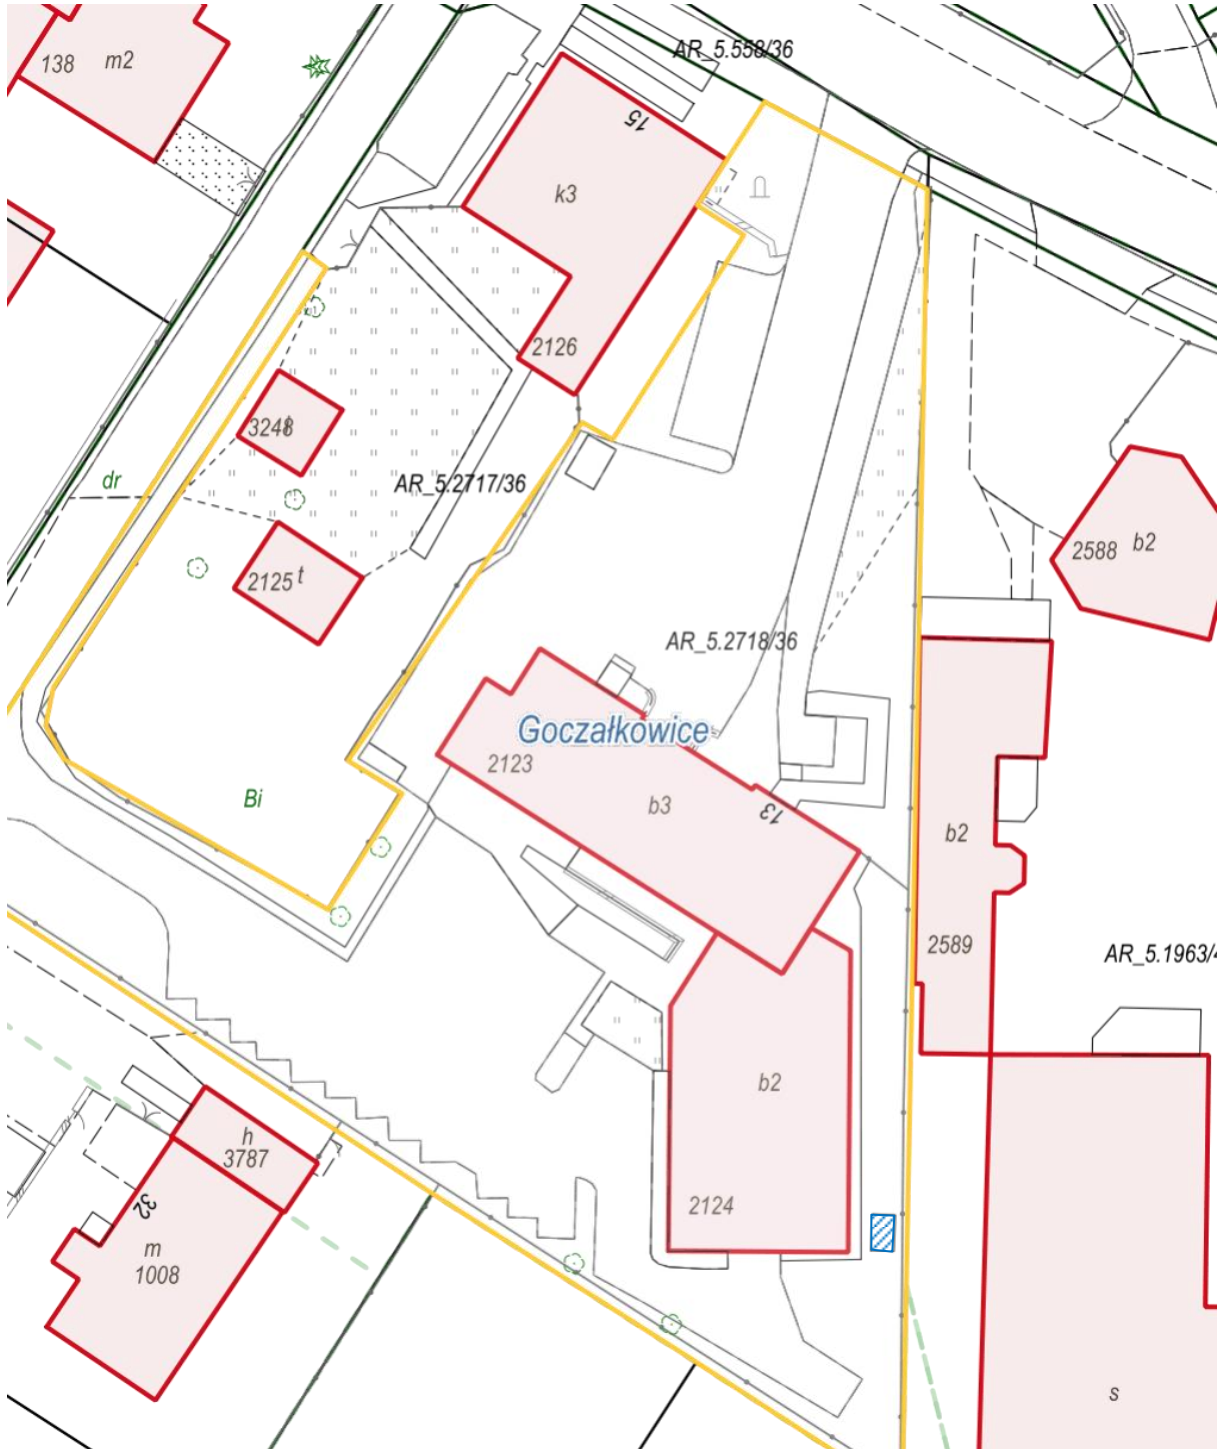 AR_5.558/36
138
m2
15
k3
2126
dr
AR_5.2717/36
2125
t
2588
b2
AR_5.2718/36
Goczałkowice
2123
b3
13
Bi
b2
2589
AR_5.1963/4
b2
2124
h
3787
32
m
1008
s